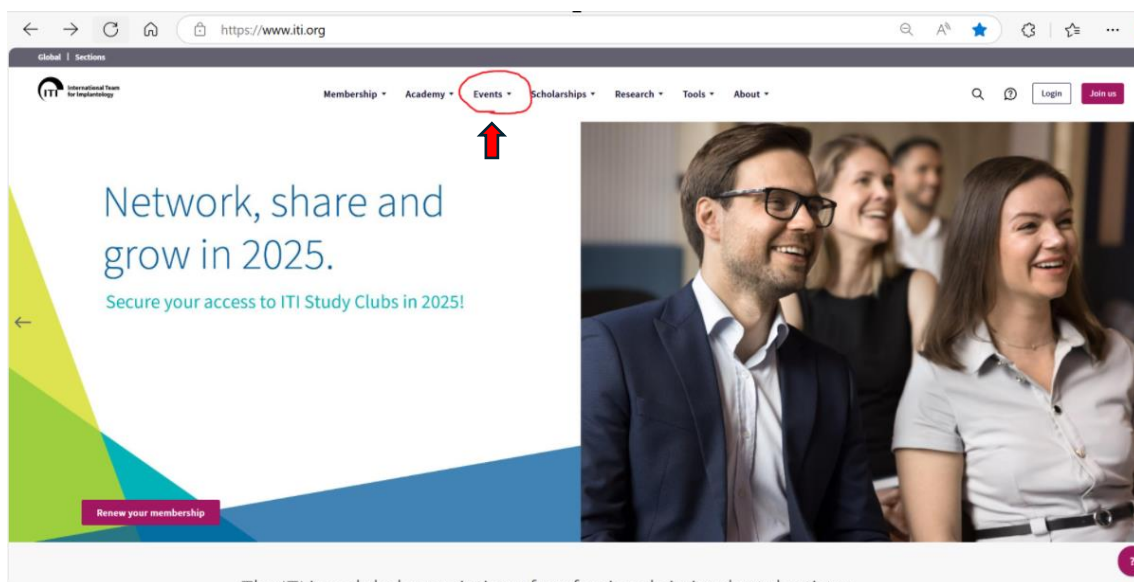 https://www.iti.org
Global | Sections
ITI International Team
for Implantology
Membership Academy Events Scholarships Research Tools About
Login Join us
Network, share and
grow in 2025.
Secure your access to ITI Study Clubs in 2025!
Renew your membership
?